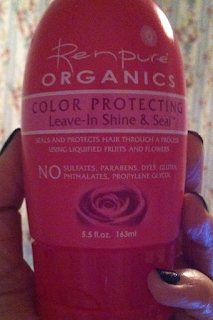 Renpure
ORGANICS
COLOR PROTECTING
Leave-In Shine & Seal™
SEALS AND PROTECTS HAIR THROUGH A PROCESS
USING LIQUIFIED FRUITS AND FLOWERS
NO SULFATES, PARABENS, DYES, GLUTEN,
PHTHALATES, PROPYLENE GLYCOL
5.5 fl.oz. 163ml